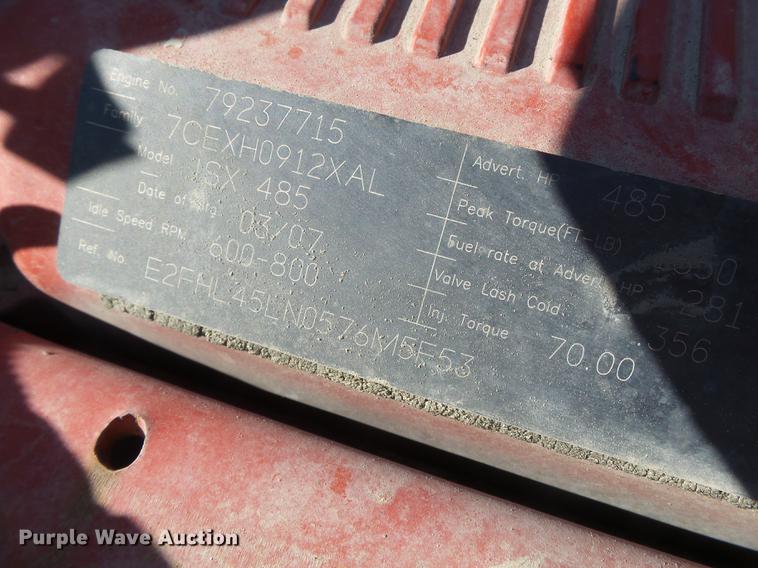 Engine No. 79237715
Family 7CEXH0912XAL
Model ISX 485
Date of Mfg. 03/07
Idle Speed RPM 600-800
Ref. No. E2FHL45LN0576M5F53
Advert. HP 485
Peak Torque(FT-LB)
Fuel rate at Advert. HP 281
Valve Lash Cold. 356
Inj. Torque 70.00
Purple Wave Auction